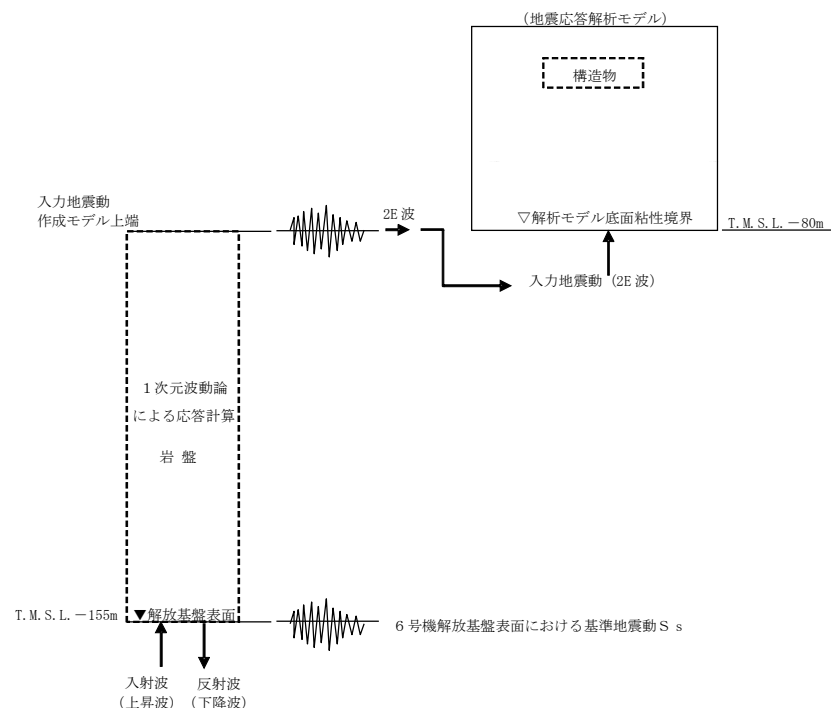 (地震応答解析モデル)
構造物
入力地震動
作成モデル上端
2E波
▽解析モデル底面粘性境界
T.M.S.L.－80m
入力地震動（2E波）
1次元波動論
による応答計算
岩 盤
T.M.S.L.－155m
▼解放基盤表面
6号機解放基盤表面における基準地震動Ｓｓ
入射波
(上昇波)
反射波
(下降波)